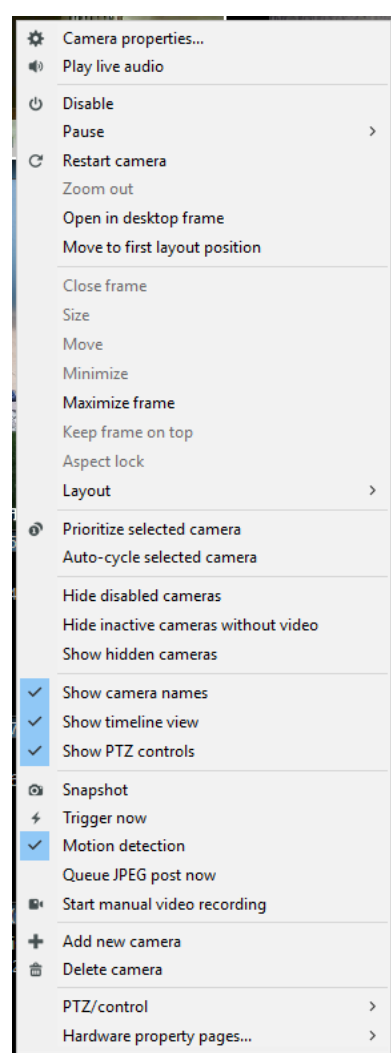 Camera properties...
Play live audio
Disable
Pause
Restart camera
Zoom out
Open in desktop frame
Move to first layout position
Close frame
Size
Move
Minimize
Maximize frame
Keep frame on top
Aspect lock
Layout
Prioritize selected camera
Auto-cycle selected camera
Hide disabled cameras
Hide inactive cameras without video
Show hidden cameras
Show camera names
Show timeline view
Show PTZ controls
Snapshot
Trigger now
Motion detection
Queue JPEG post now
Start manual video recording
Add new camera
Delete camera
PTZ/control
Hardware property pages...